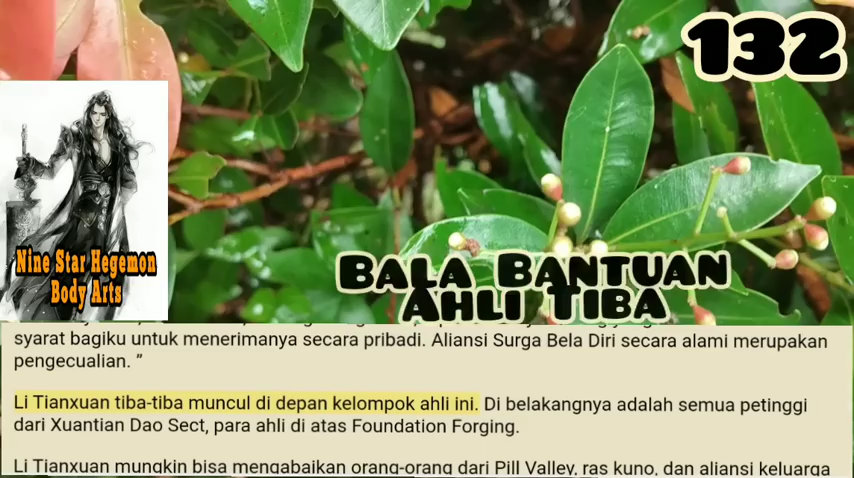 132
Nine Star Hegemon
Body Arts
Bala Bantuan
Ahli Tiba
syarat bagiku untuk menerimanya secara pribadi. Aliansi Surga Bela Diri secara alami merupakan
pengecualian. ”
Li Tianxuan tiba-tiba muncul di depan kelompok ahli ini. Di belakangnya adalah semua petinggi
dari Xuantian Dao Sect, para ahli di atas Foundation Forging.
Li Tianxuan mungkin bisa mengabaikan orang-orang dari Pill Valley, ras kuno, dan aliansi keluarga